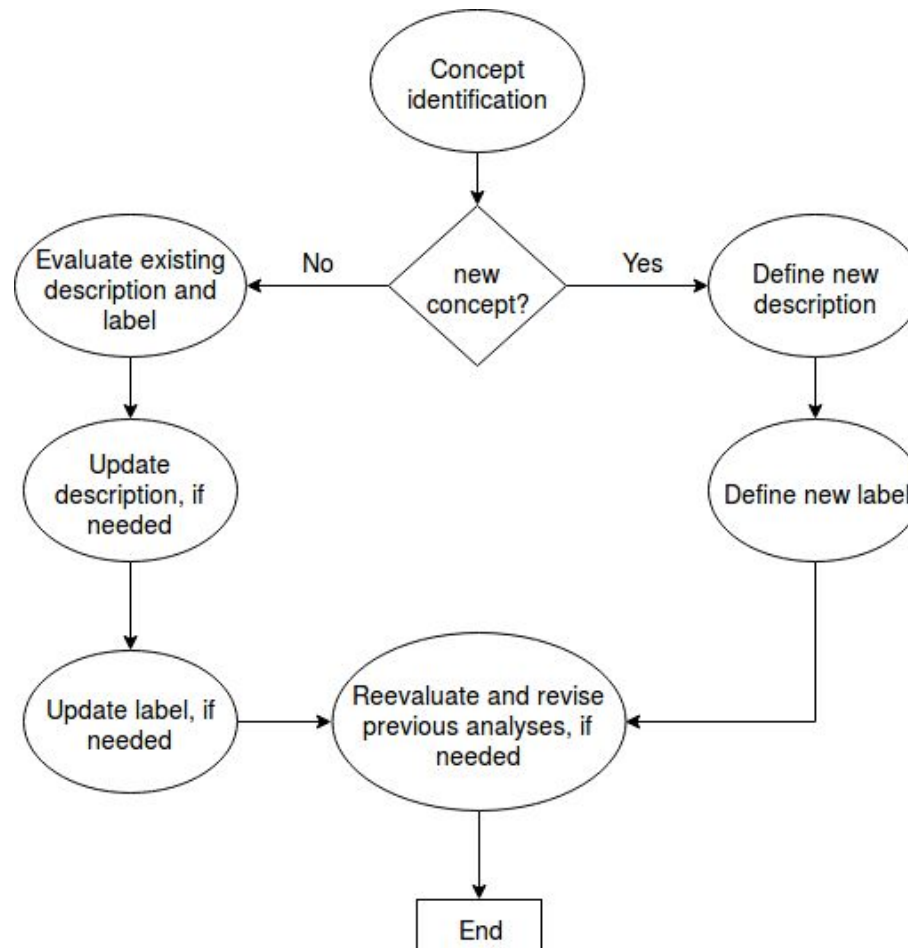 Concept
identification
new
concept?
No
Yes
Evaluate existing
description and
label
Define new
description
Update
description, if
needed
Define new label
Update label, if
needed
Reevaluate and revise
previous analyses, if
needed
End